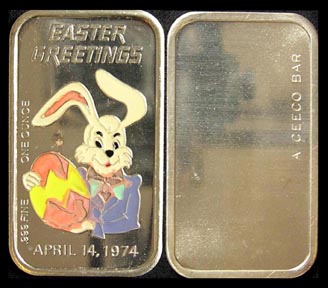 EASTER
GREETINGS
.999 FINE ONE OUNCE
APRIL 14, 1974
A CEECO BAR